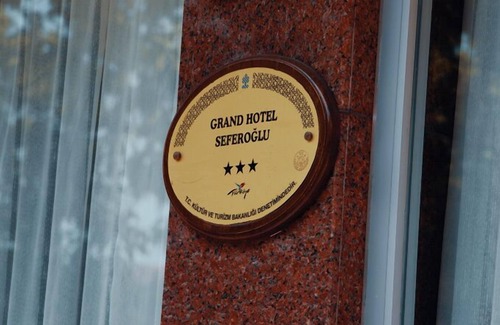 GRAND HOTEL
SEFEROĞLU
★★★
Türkiye
T.C. KÜLTÜR VE TURİZM BAKANLIĞI DENETİMİNDEDİR